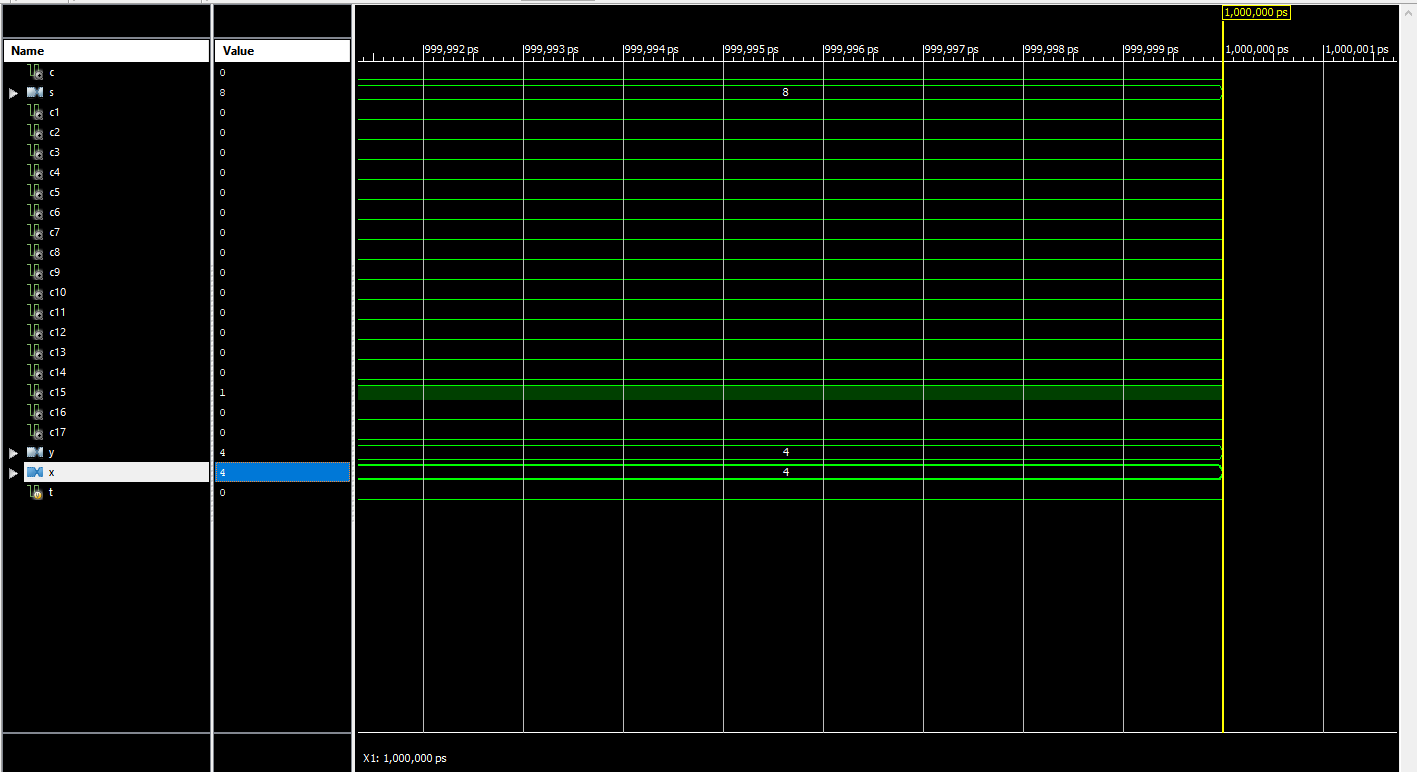 1,000,000 ps
Name Value
999,992 ps 999,993 ps 999,994 ps 999,995 ps 999,996 ps 999,997 ps 999,998 ps 999,999 ps 1,000,000 ps 1,000,001 ps
c 0
s 8 8
c1 0
c2 0
c3 0
c4 0
c5 0
c6 0
c7 0
c8 0
c9 0
c10 0
c11 0
c12 0
c13 0
c14 0
c15 1
c16 0
c17 0
y 4 4
x 4 4
t 0
X1: 1,000,000 ps